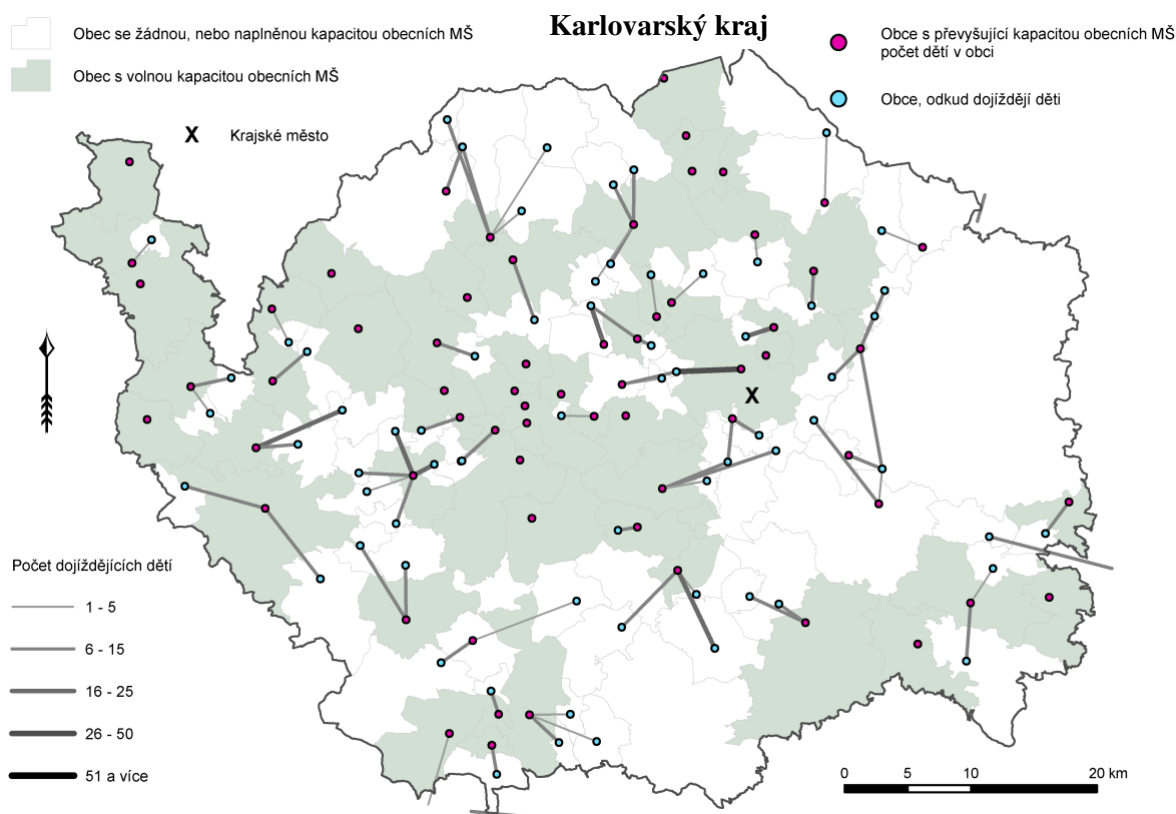 Karlovarský kraj
Obec se žádnou, nebo naplněnou kapacitou obecních MŠ
Obec s volnou kapacitou obecních MŠ
X Krajské město
Obce s převyšující kapacitou obecních MŠ
počet dětí v obci
Obce, odkud dojíždějí děti
X
Počet dojíždějících dětí
1 - 5
6 - 15
16 - 25
26 - 50
51 a více
0 5 10 20 km